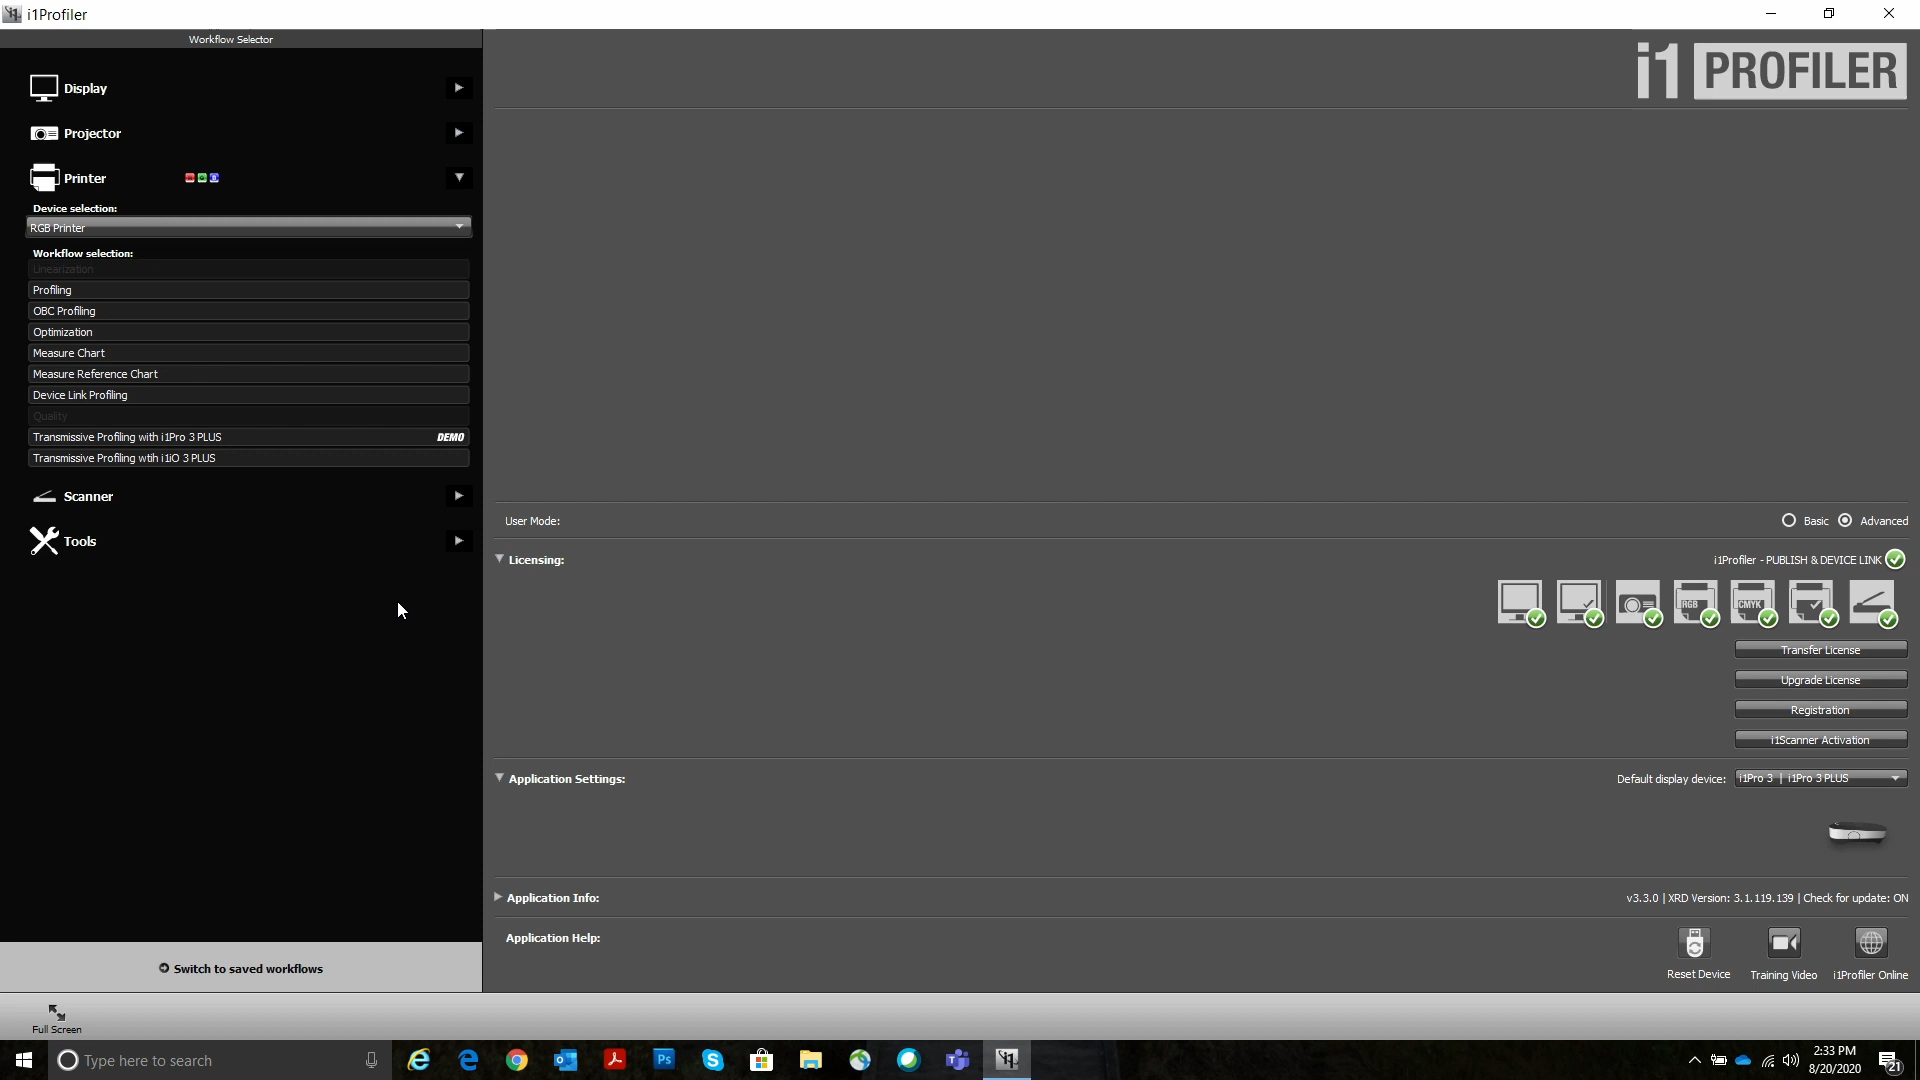 i1Profiler
Workflow Selector
Display
Projector
Printer
Device selection:
RGB Printer
Workflow selection:
Linearization
Profiling
OBC Profiling
Optimization
Measure Chart
Measure Reference Chart
Device Link Profiling
Quality
Transmissive Profiling with i1Pro 3 PLUS DEMO
Transmissive Profiling wtih i1iO 3 PLUS
Scanner
Tools
Switch to saved workflows
Full Screen
i1 PROFILER
User Mode: Basic Advanced
Licensing: i1Profiler - PUBLISH & DEVICE LINK
RGB CMYK
Transfer License
Upgrade License
Registration
i1Scanner Activation
Application Settings: Default display device: i1Pro 3 | i1Pro 3 PLUS
Application Info: v3.3.0 | XRD Version: 3.1.119.139 | Check for update: ON
Application Help:
Reset Device Training Video i1Profiler Online
Type here to search
Ps
2:33 PM
8/20/2020
21